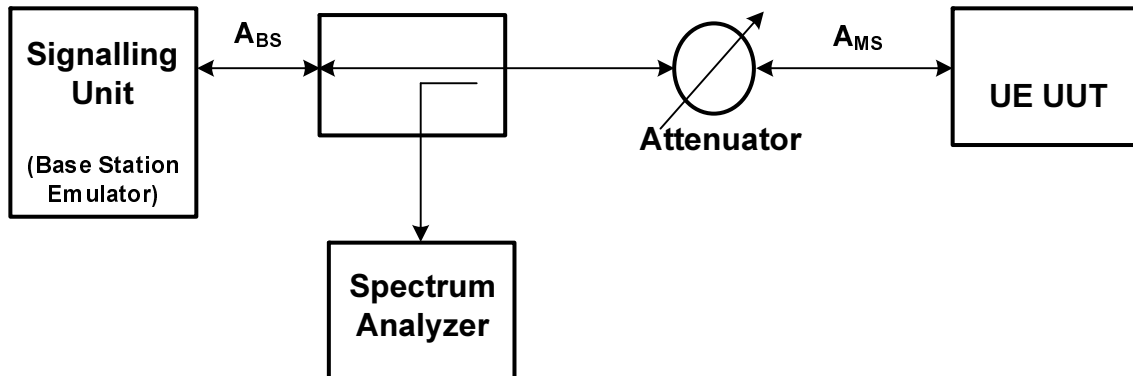 Signalling
Unit
(Base Station
Emulator)
ABS
Attenuator
AMS
UE UUT
Spectrum
Analyzer